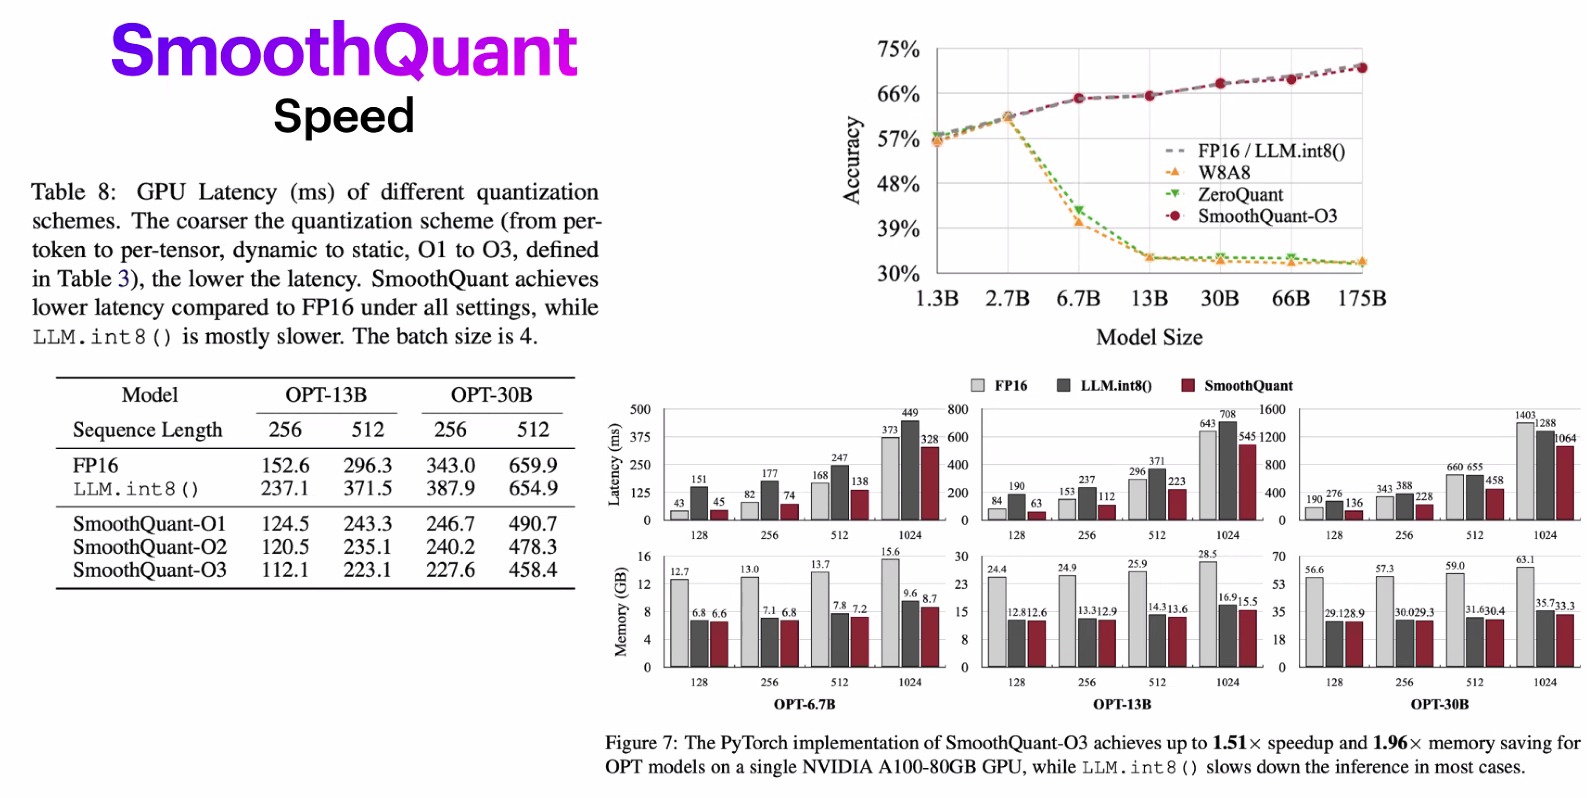 SmoothQuant
Speed
Table 8: GPU Latency (ms) of different quantization
schemes. The coarser the quantization scheme (from per-
token to per-tensor, dynamic to static, O1 to O3, defined
in Table 3), the lower the latency. SmoothQuant achieves
lower latency compared to FP16 under all settings, while
LLM.int8() is mostly slower. The batch size is 4.
Model OPT-13B OPT-30B
Sequence Length 256 512 256 512
FP16 152.6 296.3 343.0 659.9
LLM.int8() 237.1 371.5 387.9 654.9
SmoothQuant-O1 124.5 243.3 246.7 490.7
SmoothQuant-O2 120.5 235.1 240.2 478.3
SmoothQuant-O3 112.1 223.1 227.6 458.4
Accuracy
75%
66%
57%
48%
39%
30%
FP16 / LLM.int8()
W8A8
ZeroQuant
SmoothQuant-O3
1.3B 2.7B 6.7B 13B 30B 66B 175B
Model Size
FP16 LLM.int8() SmoothQuant
Latency (ms)
500
375
250
125
0
43 151 45 82 177 74 168 247 138 373 449 328
128 256 512 1024
800
600
400
200
0
84 190 63 153 237 112 296 371 223 643 708 545
128 256 512 1024
1600
1200
800
400
0
190 276 136 343 388 228 660 655 458 1403 1288 1064
128 256 512 1024
Memory (GB)
16
12
8
4
0
12.7 6.8 6.6 13.0 7.1 6.8 13.7 7.8 7.2 15.6 9.6 8.7
128 256 512 1024
OPT-6.7B
30
23
15
8
0
24.4 12.8 12.6 24.9 13.3 12.9 25.9 14.3 13.6 28.5 16.9 15.5
128 256 512 1024
OPT-13B
70
53
35
18
0
56.6 29.1 28.9 57.3 30.0 29.3 59.0 31.6 30.4 63.1 35.7 33.3
128 256 512 1024
OPT-30B
Figure 7: The PyTorch implementation of SmoothQuant-O3 achieves up to 1.51× speedup and 1.96× memory saving for
OPT models on a single NVIDIA A100-80GB GPU, while LLM.int8() slows down the inference in most cases.